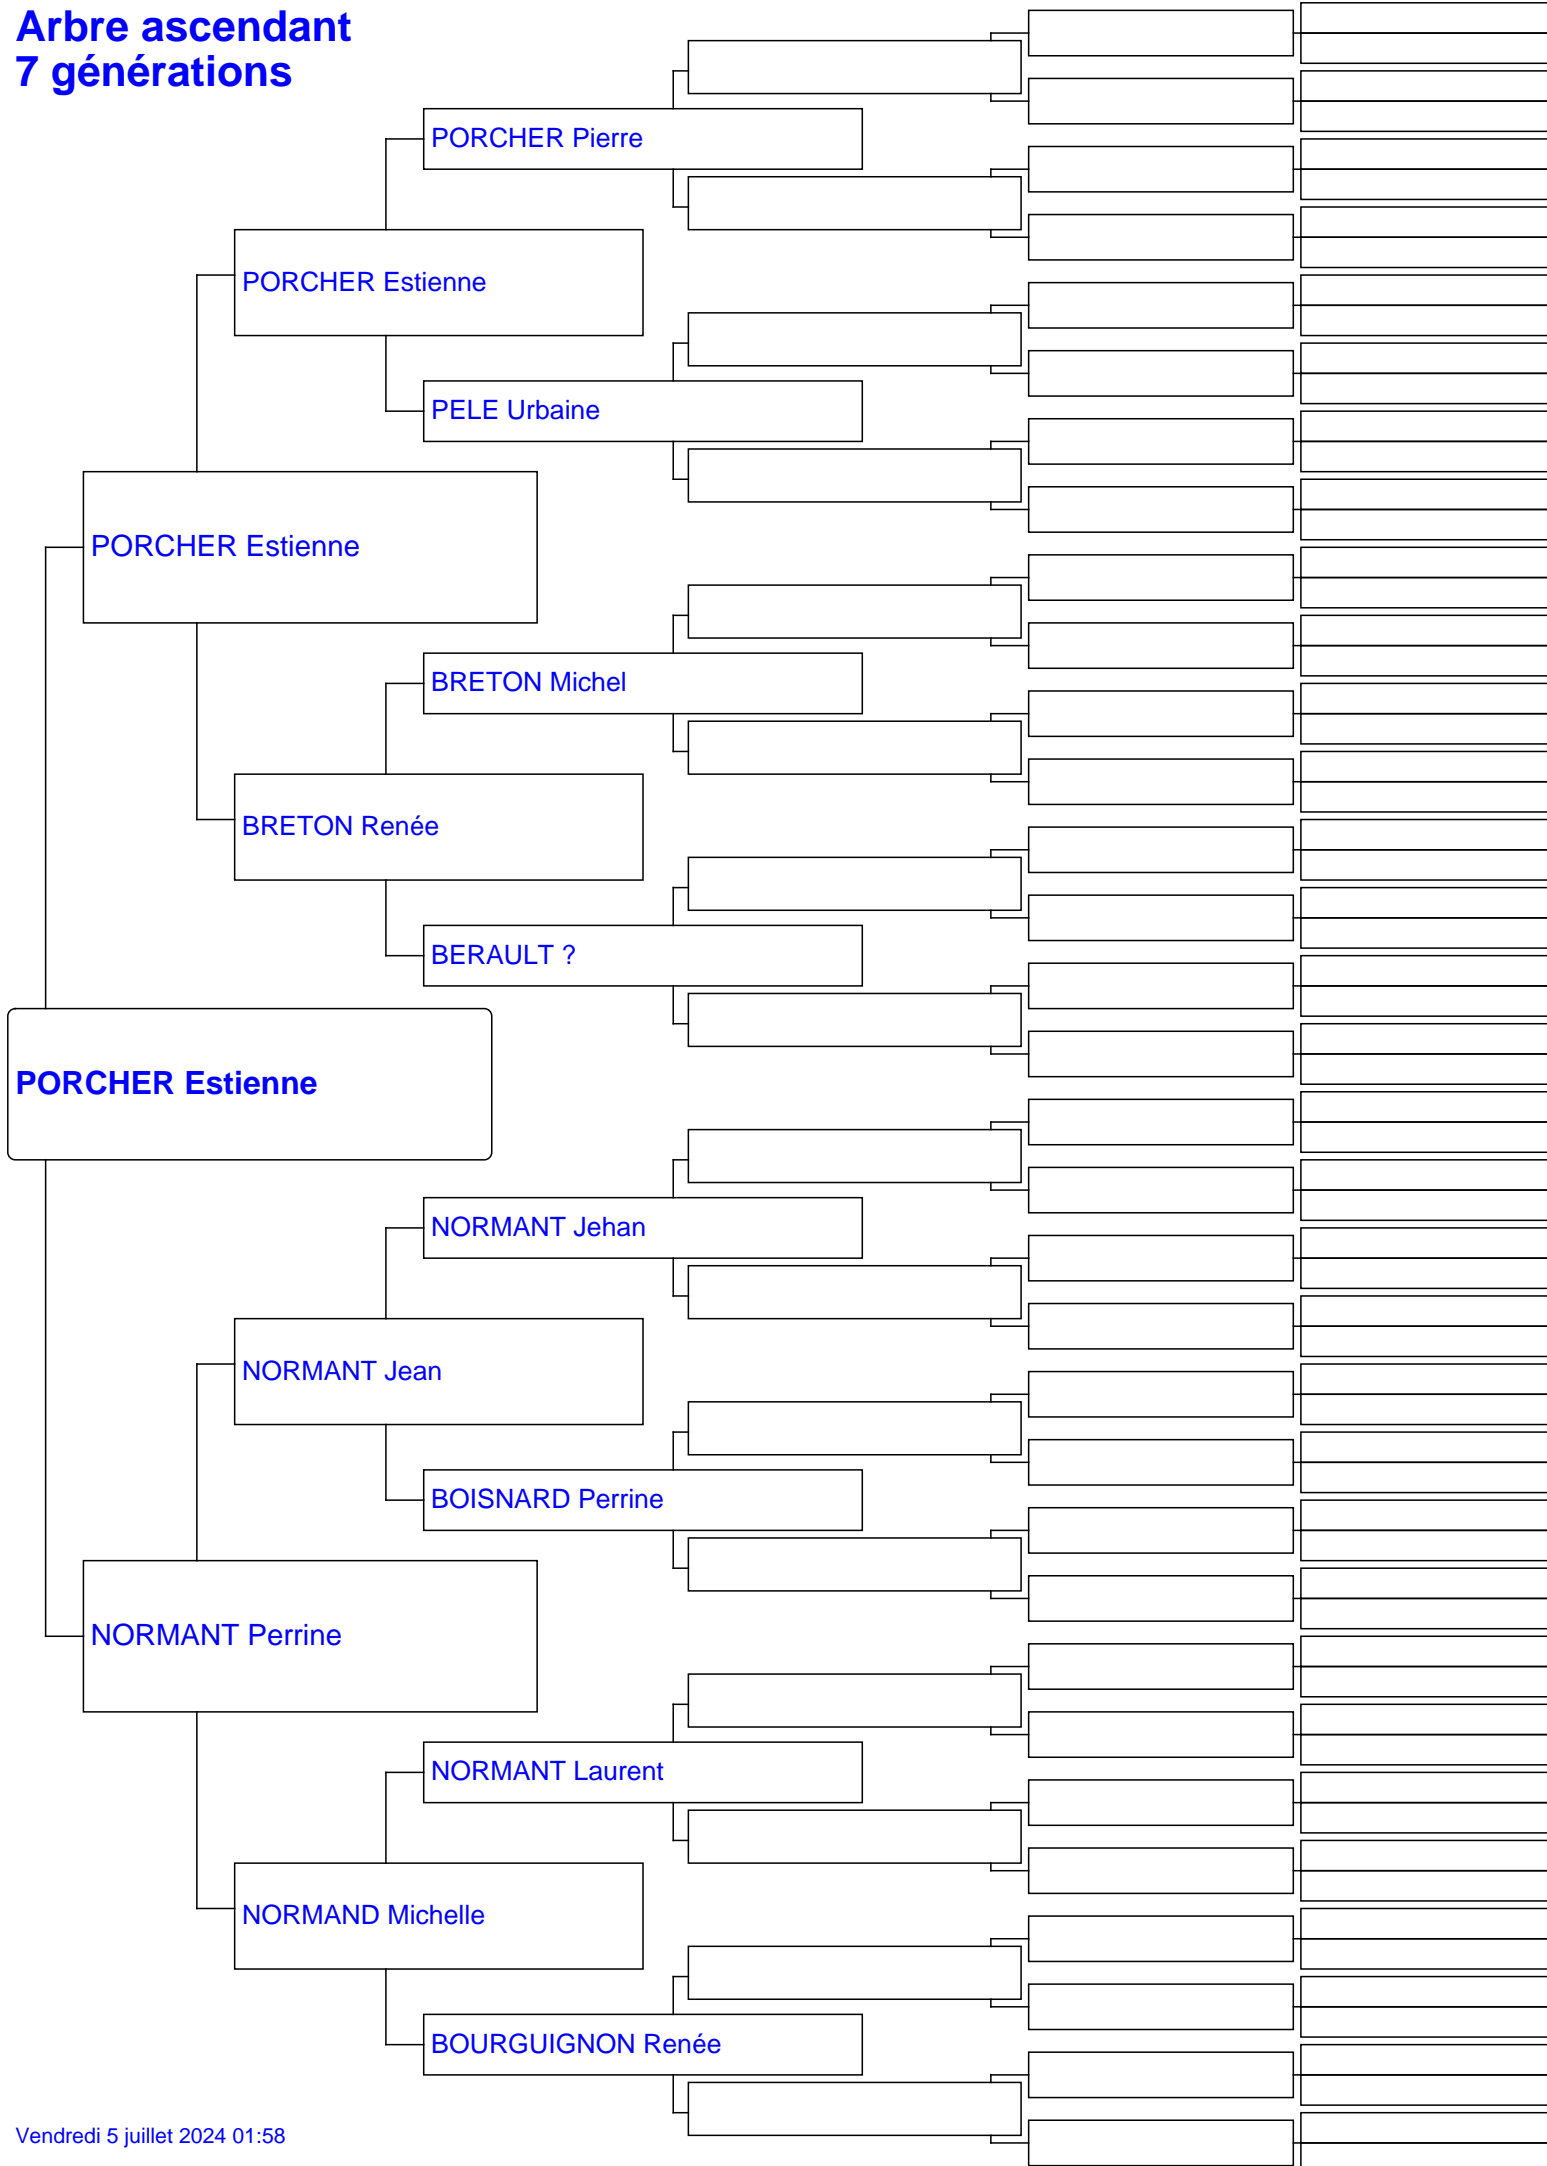 Arbre ascendant
7 générations
PORCHER Pierre
PORCHER Estienne
PELE Urbaine
PORCHER Estienne
BRETON Michel
BRETON Renée
BERAULT ?
PORCHER Estienne
NORMANT Jehan
NORMANT Jean
BOISNARD Perrine
NORMANT Perrine
NORMANT Laurent
NORMAND Michelle
BOURGUIGNON Renée
Vendredi 5 juillet 2024 01:58